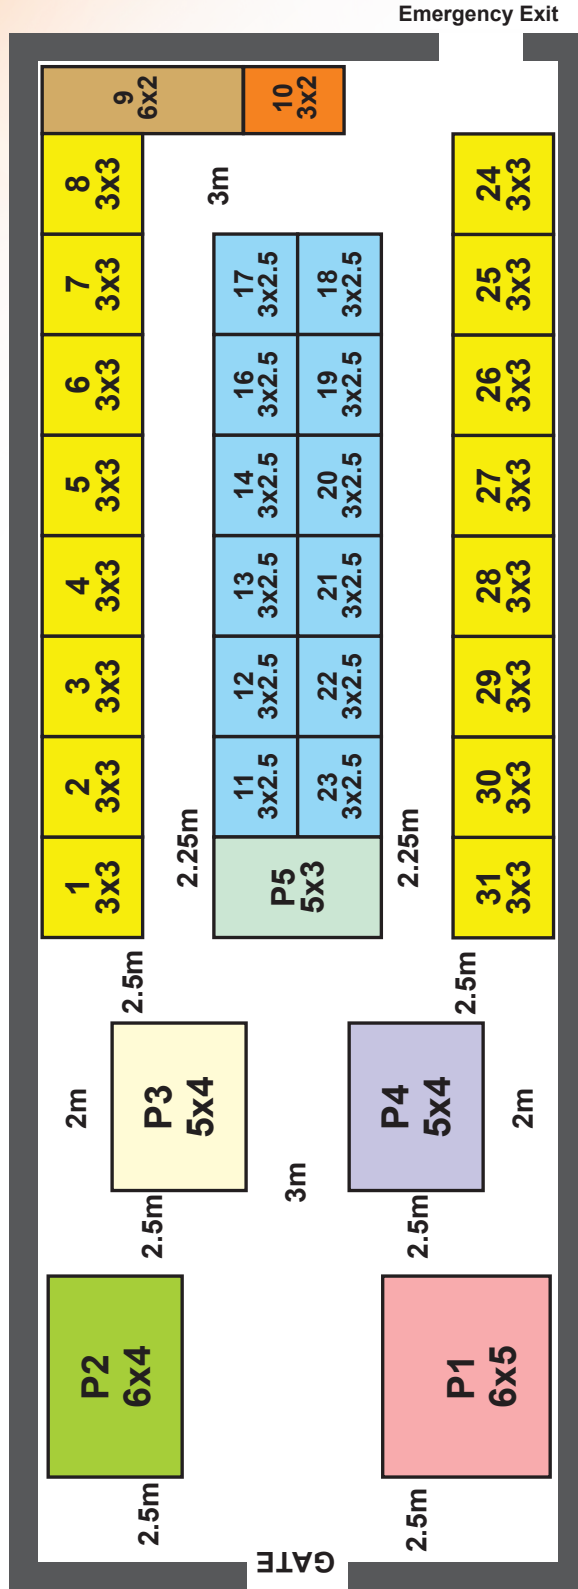 Emergency Exit
9
6x2
10
3x2
8
3x3
3m
24
3x3
7
3x3
17
3x2.5
18
3x2.5
25
3x3
6
3x3
16
3x2.5
19
3x2.5
26
3x3
5
3x3
14
3x2.5
20
3x2.5
27
3x3
4
3x3
13
3x2.5
21
3x2.5
28
3x3
3
3x3
12
3x2.5
22
3x2.5
29
3x3
2
3x3
11
3x2.5
23
3x2.5
30
3x3
1
3x3
2.25m
P5
5x3
2.25m
31
3x3
2.5m
2.5m
2m
P3
5x4
P4
5x4
2m
3m
2.5m
2.5m
P2
6x4
P1
6x5
2.5m
2.5m
GATE